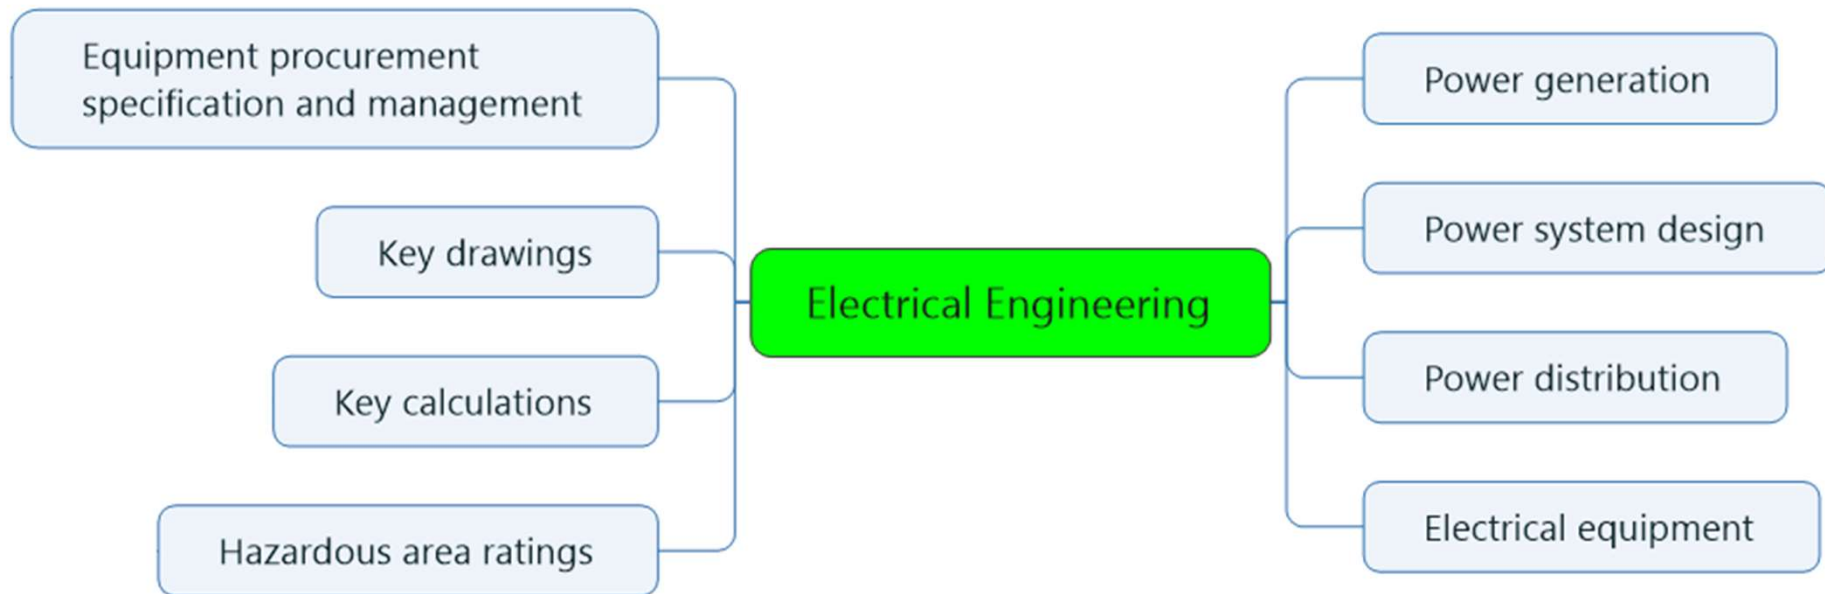 Equipment procurement
specification and management
Key drawings
Key calculations
Hazardous area ratings
Electrical Engineering
Power generation
Power system design
Power distribution
Electrical equipment